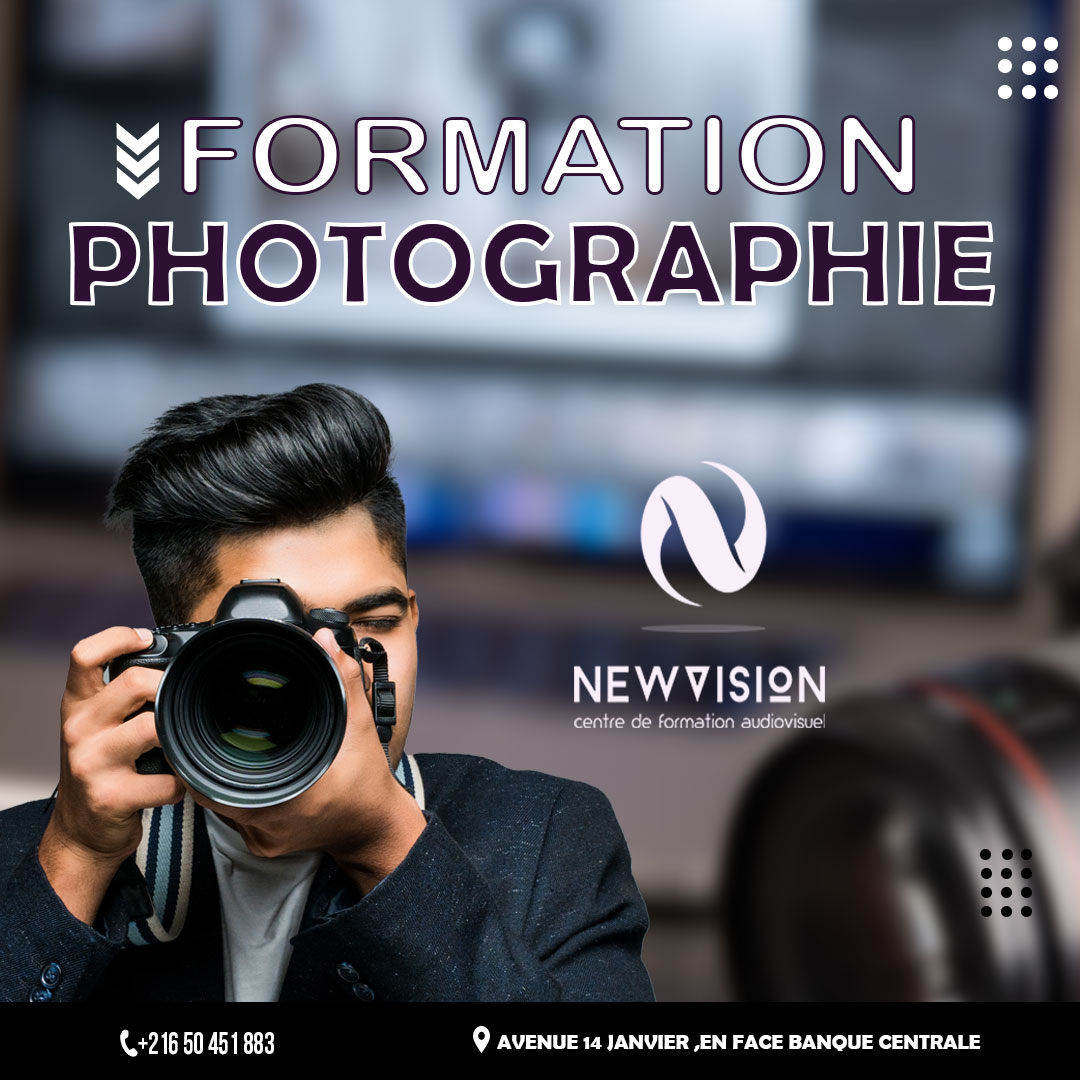 FORMATION
PHOTOGRAPHIE
NEWVISION
centre de formation audiovisuel
+216 50 451 883
AVENUE 14 JANVIER ,EN FACE BANQUE CENTRALE